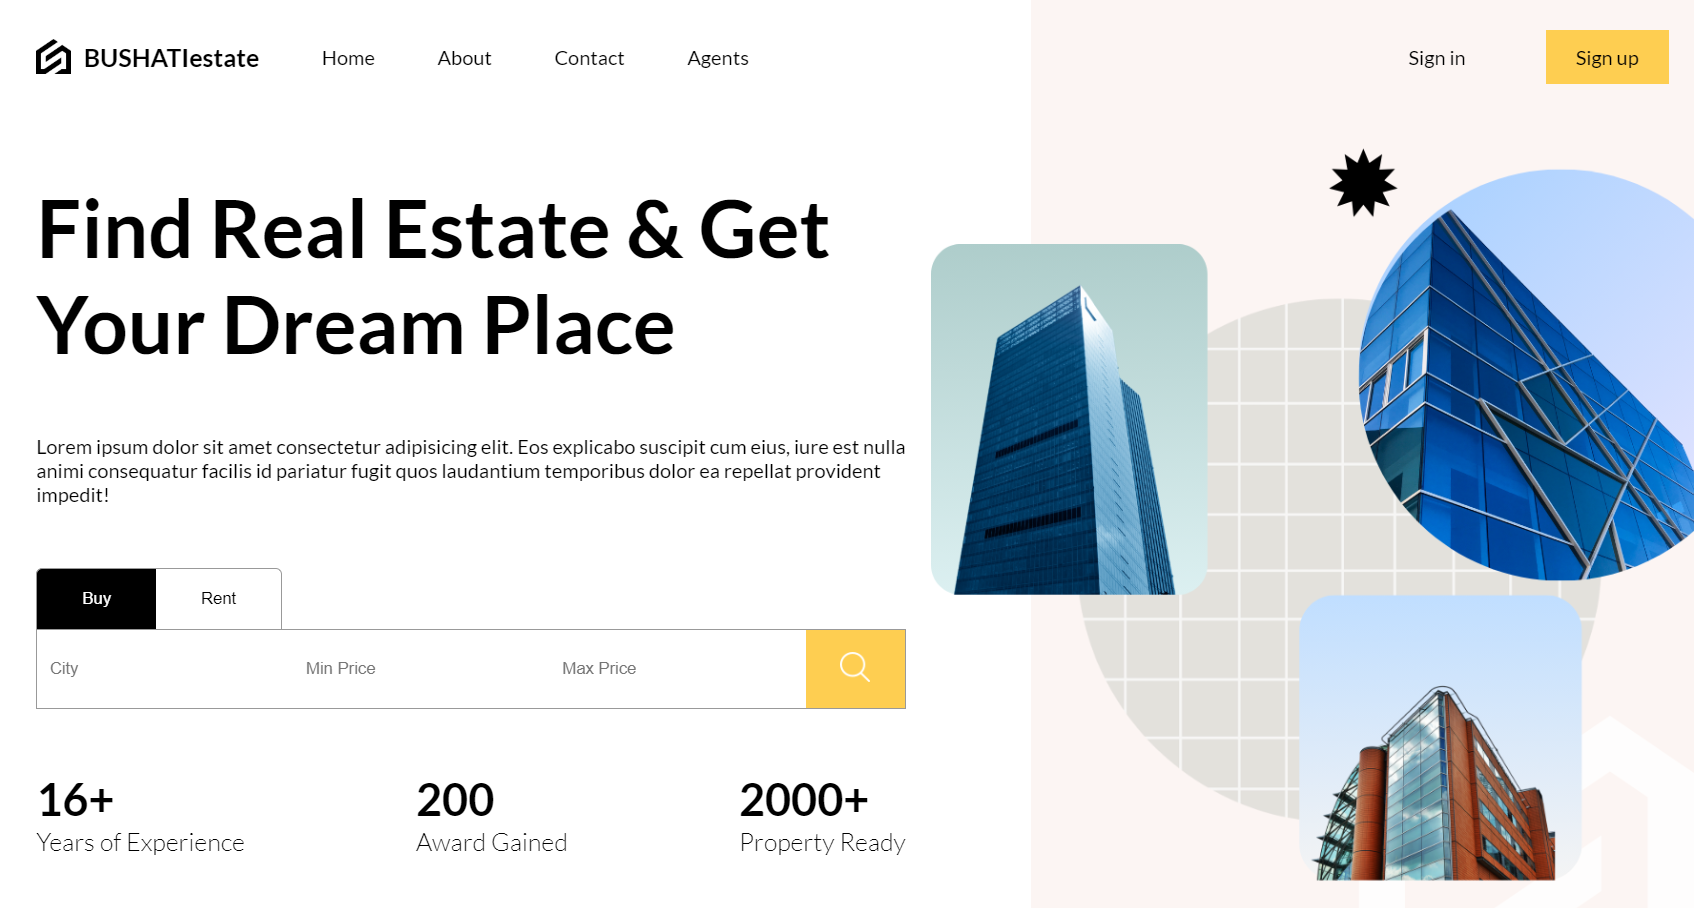 BUSHATIestate
Home
About
Contact
Agents
Sign in
Sign up
Find Real Estate & Get
Your Dream Place
Lorem ipsum dolor sit amet consectetur adipisicing elit. Eos explicabo suscipit cum eius, iure est nulla
animi consequatur facilis id pariatur fugit quos laudantium temporibus dolor ea repellat provident
impedit!
Buy
Rent
City
Min Price
Max Price
16+
Years of Experience
200
Award Gained
2000+
Property Ready